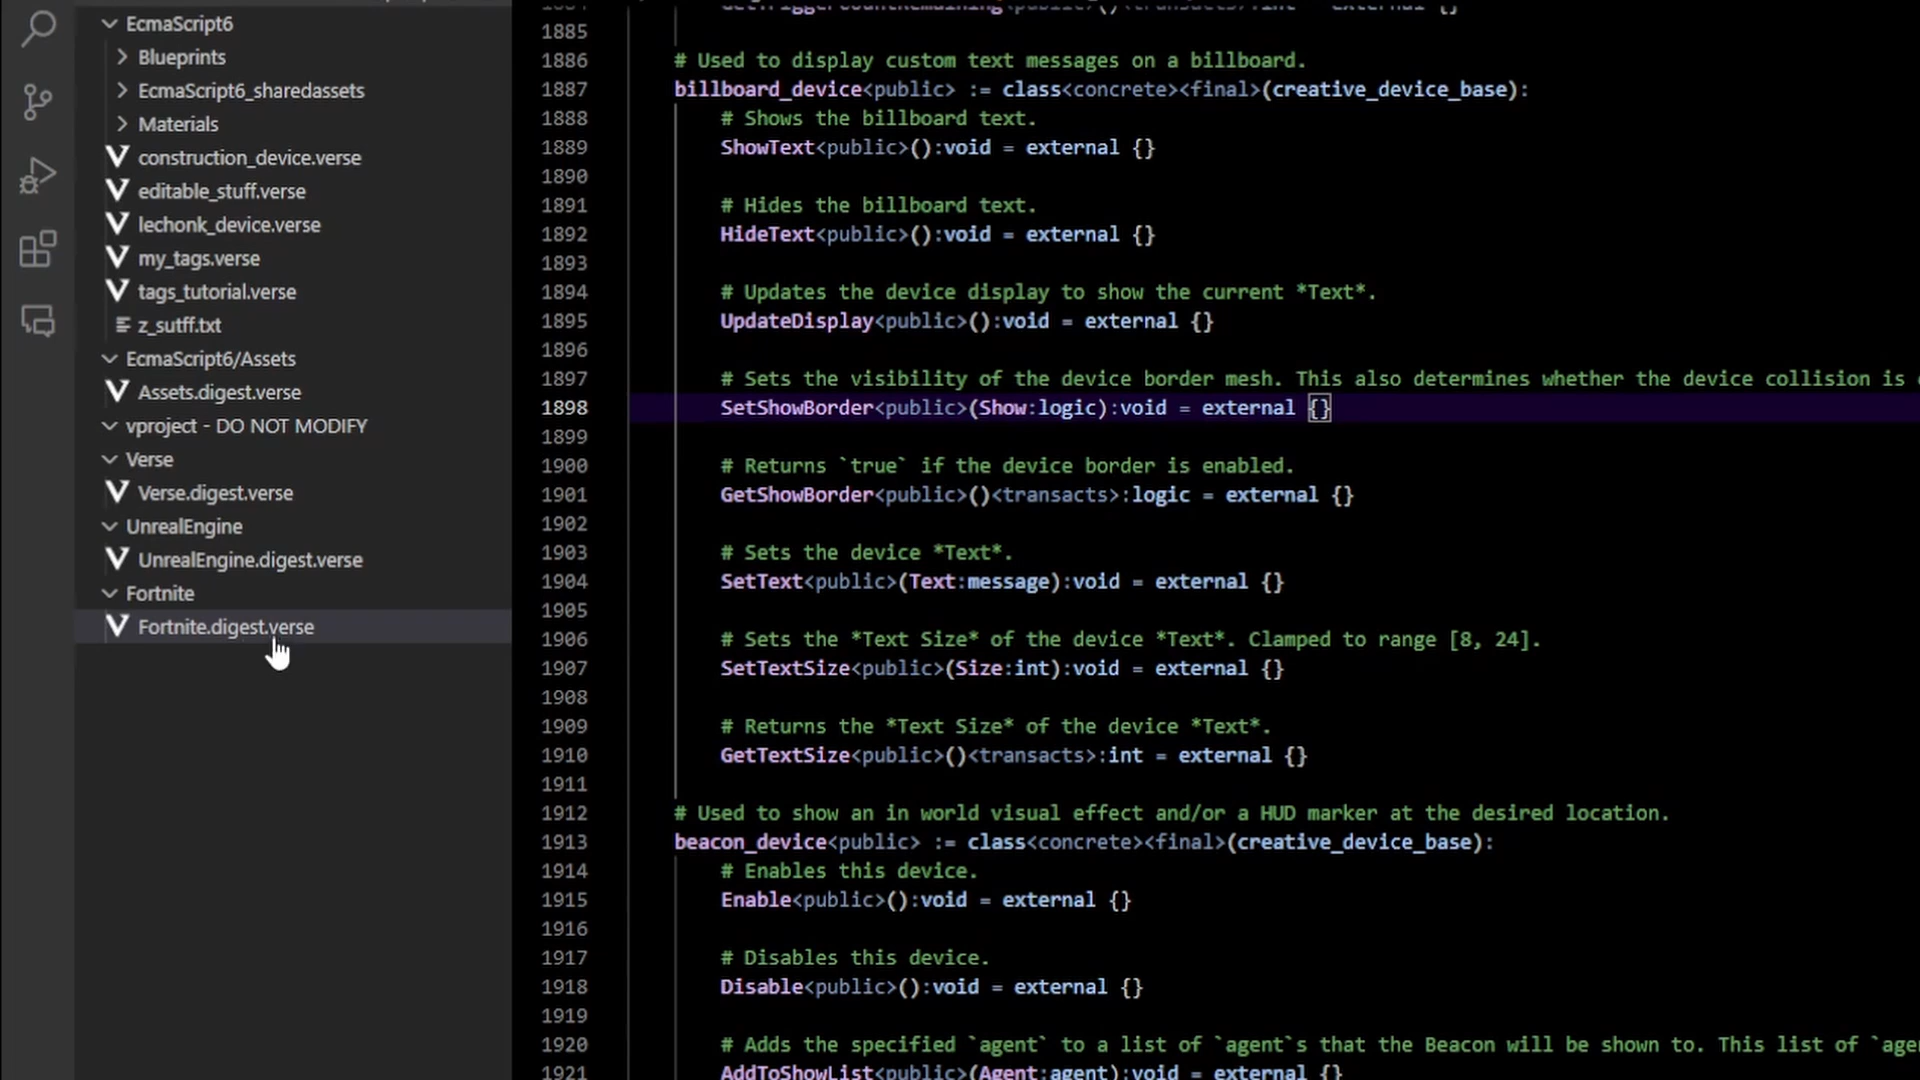 EcmaScript6
Blueprints
EcmaScript6_sharedassets
Materials
construction_device.verse
editable_stuff.verse
lechonk_device.verse
my_tags.verse
tags_tutorial.verse
z_sutff.txt
EcmaScript6/Assets
Assets.digest.verse
vproject - DO NOT MODIFY
Verse
Verse.digest.verse
UnrealEngine
UnrealEngine.digest.verse
Fortnite
Fortnite.digest.verse
1884 GetTriggerCountRemaining<public>()<transacts>:int = external {}
1885
1886 # Used to display custom text messages on a billboard.
1887 billboard_device<public> := class<concrete><final>(creative_device_base):
1888 # Shows the billboard text.
1889 ShowText<public>():void = external {}
1890
1891 # Hides the billboard text.
1892 HideText<public>():void = external {}
1893
1894 # Updates the device display to show the current *Text*.
1895 UpdateDisplay<public>():void = external {}
1896
1897 # Sets the visibility of the device border mesh. This also determines whether the device collision is
1898 SetShowBorder<public>(Show:logic):void = external {}
1899
1900 # Returns `true` if the device border is enabled.
1901 GetShowBorder<public>()<transacts>:logic = external {}
1902
1903 # Sets the device *Text*.
1904 SetText<public>(Text:message):void = external {}
1905
1906 # Sets the *Text Size* of the device *Text*. Clamped to range [8, 24].
1907 SetTextSize<public>(Size:int):void = external {}
1908
1909 # Returns the *Text Size* of the device *Text*.
1910 GetTextSize<public>()<transacts>:int = external {}
1911
1912 # Used to show an in world visual effect and/or a HUD marker at the desired location.
1913 beacon_device<public> := class<concrete><final>(creative_device_base):
1914 # Enables this device.
1915 Enable<public>():void = external {}
1916
1917 # Disables this device.
1918 Disable<public>():void = external {}
1919
1920 # Adds the specified `agent` to a list of `agent`s that the Beacon will be shown to. This list of `age
1921 AddToShowList<public>(Agent:agent):void = external {}